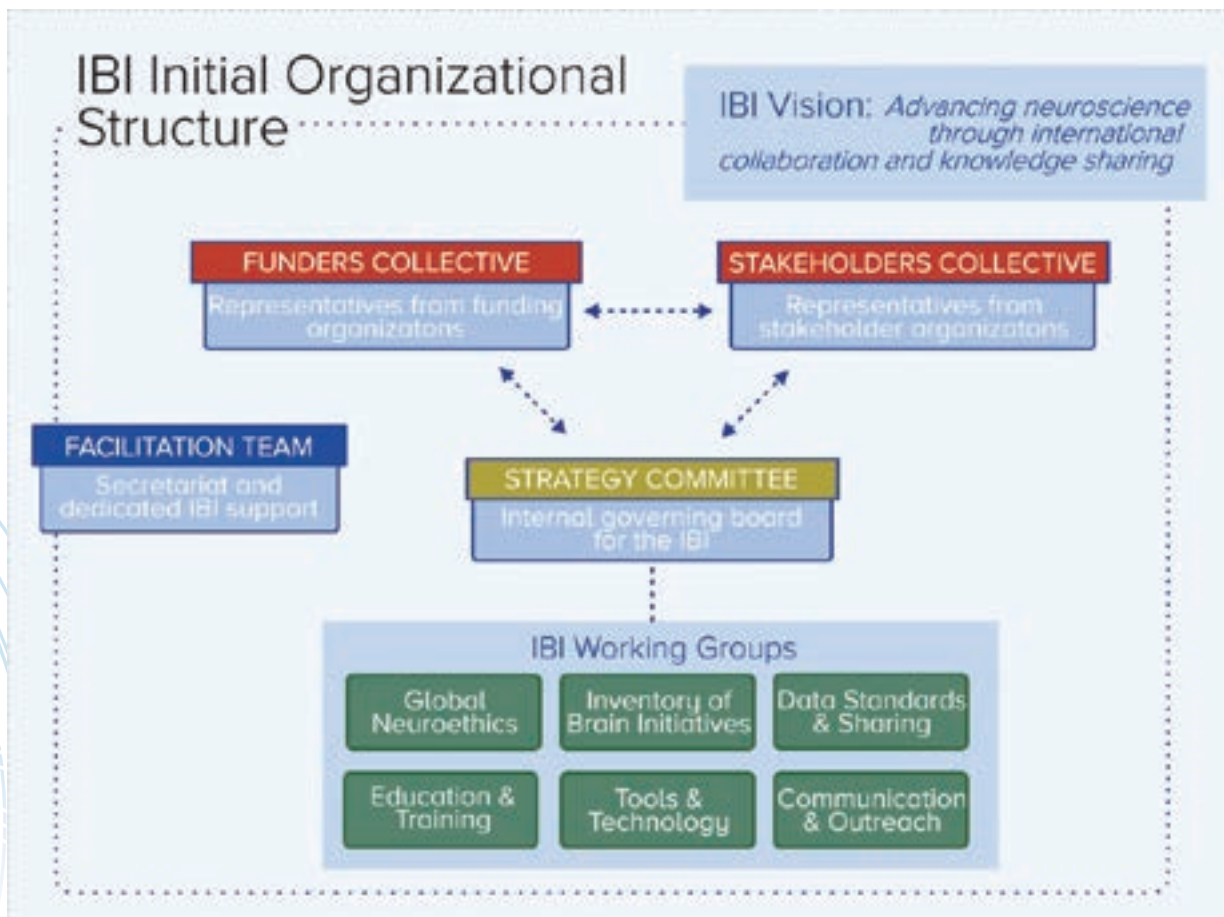 IBI Initial Organizational
Structure
IBI Vision: Advancing neuroscience
through international
collaboration and knowledge sharing
FUNDERS COLLECTIVE
Representatives from funding
organizatons
STAKEHOLDERS COLLECTIVE
Representatives from
stakeholder organizatons
FACILITATION TEAM
Secretariat and
dedicated IBI support
STRATEGY COMMITTEE
Internal governing board
for the IBI
IBI Working Groups
Global
Neuroethics
Inventory of
Brain Initiatives
Data Standards
& Sharing
Education &
Training
Tools &
Technology
Communication
& Outreach